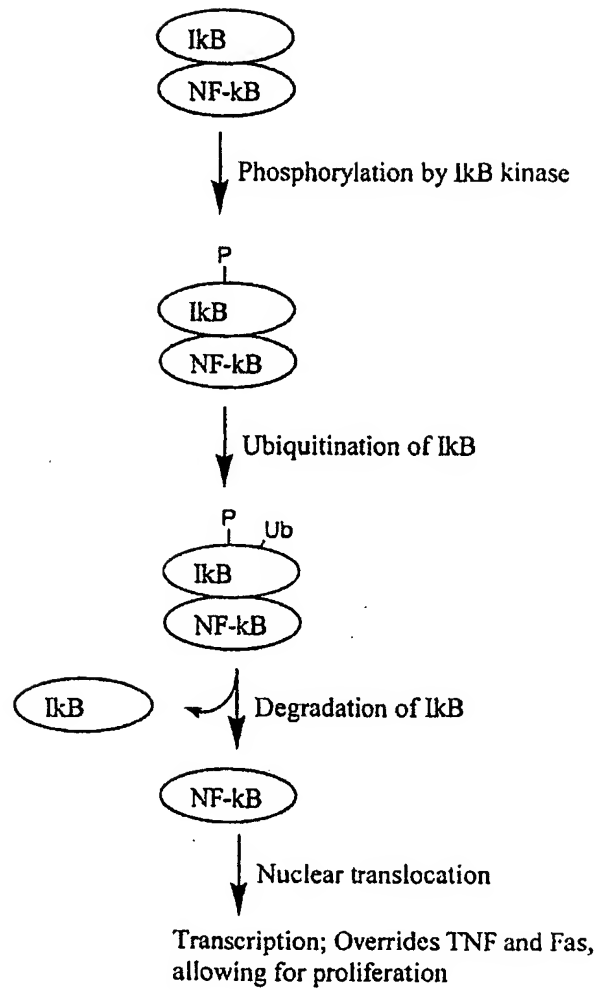 IkB
NF-kB
Phosphorylation by IkB kinase
P
IkB
NF-kB
Ubiquitination of IkB
P
Ub
IkB
NF-kB
IkB
Degradation of IkB
NF-kB
Nuclear translocation
Transcription; Overrides TNF and Fas,
allowing for proliferation